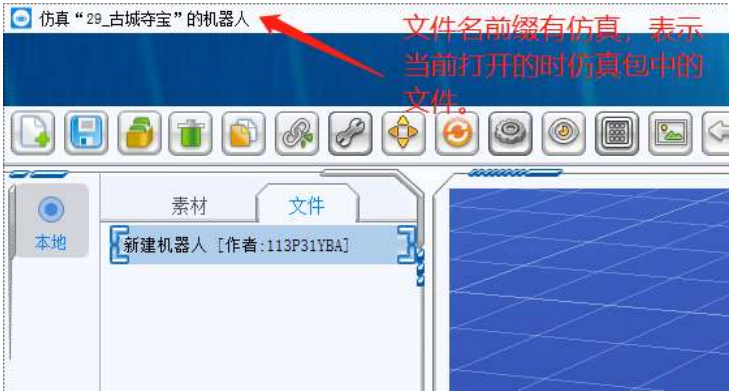 仿真“29_古城夺宝”的机器人
文件名前缀有仿真，表示
当前打开的时仿真包中的
文件。
素材
文件
本地
新建机器人 [作者:113P31YBA]